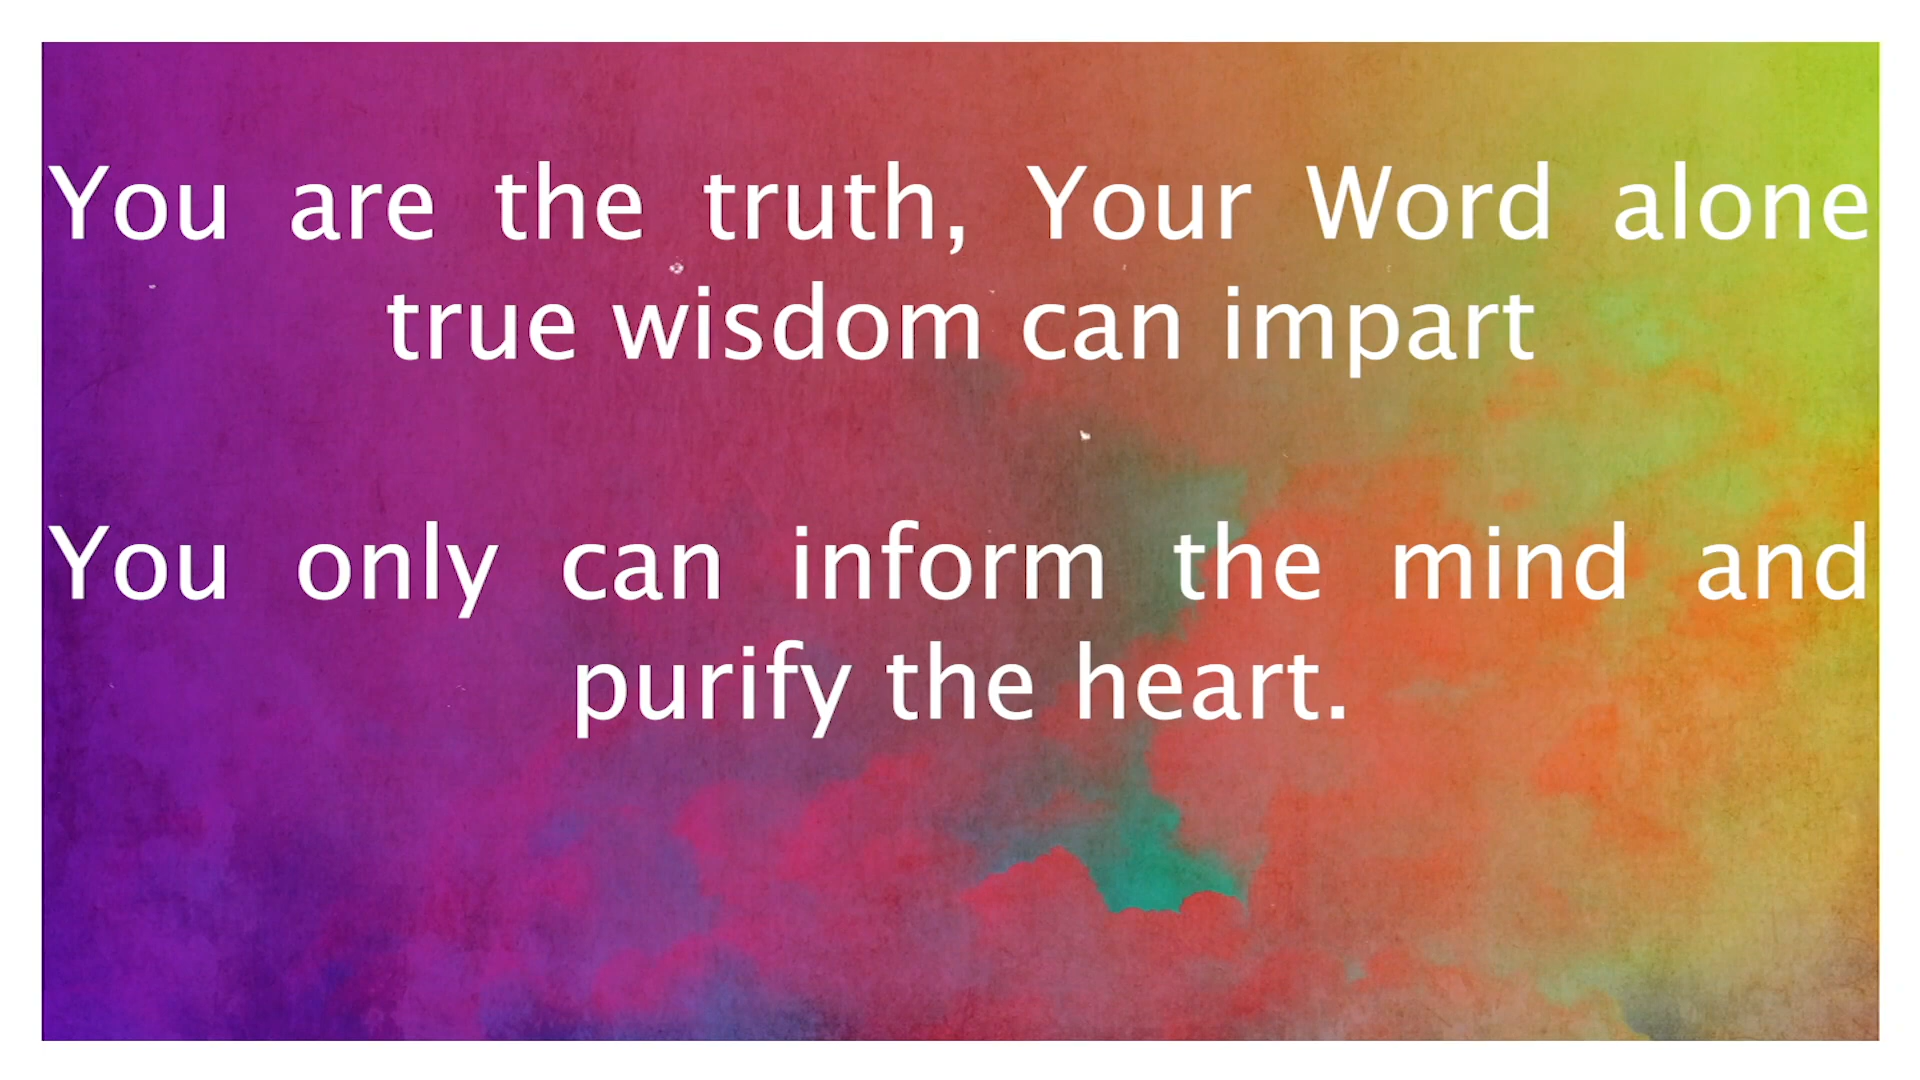 You are the truth, Your Word alone
true wisdom can impart
You only can inform the mind and
purify the heart.